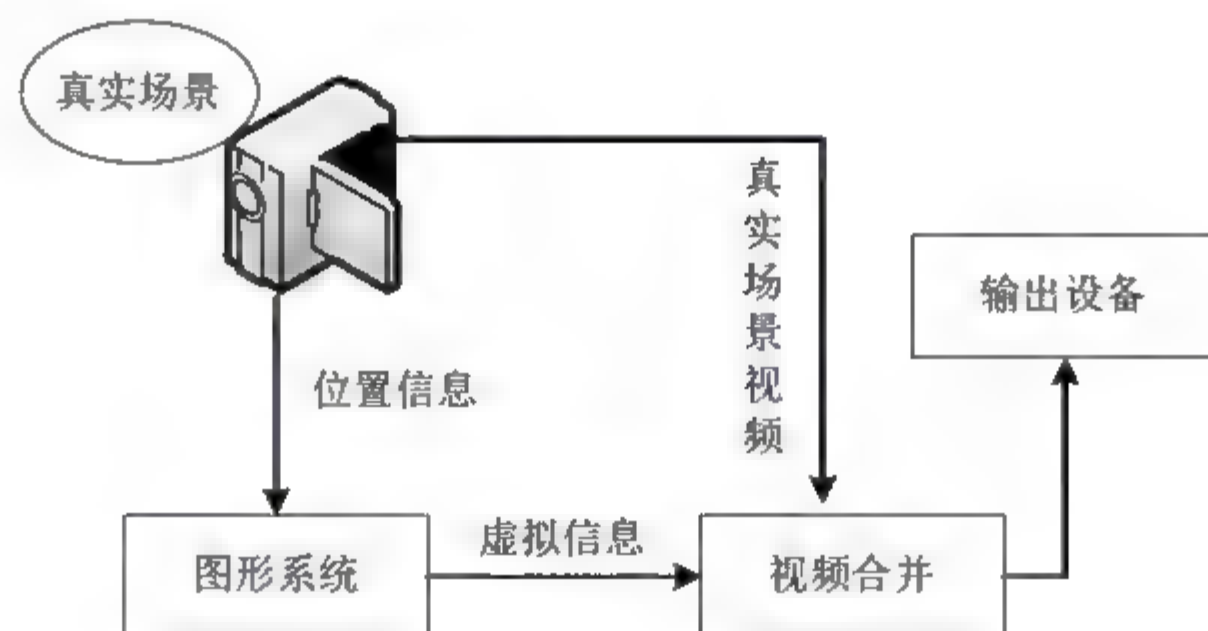 真实场景
真实场景视频
输出设备
位置信息
虚拟信息
图形系统
视频合并